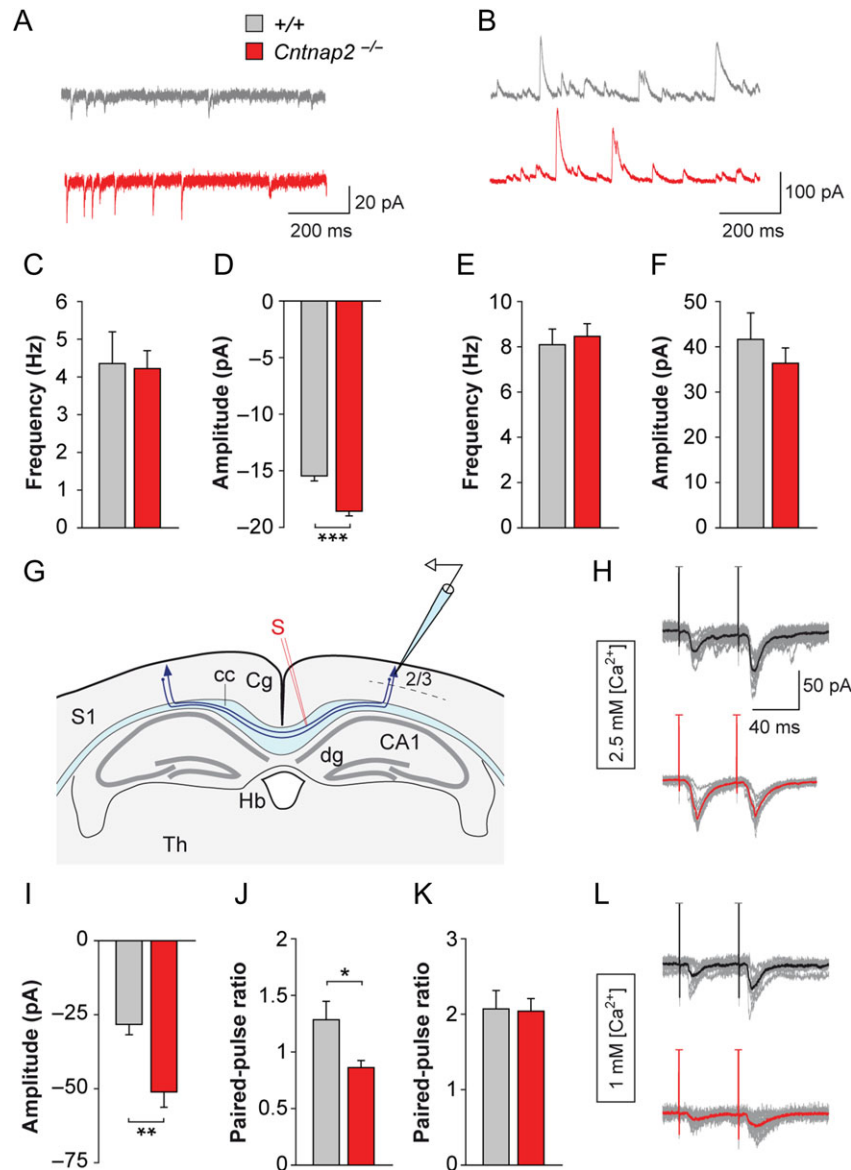 A
+/+
Cntnap2 −/−
B
20 pA
200 ms
100 pA
200 ms
C
Frequency (Hz)
6
5
4
3
2
1
0
D
Amplitude (pA)
0
−5
−10
−15
−20
***
E
Frequency (Hz)
10
8
6
4
2
0
F
Amplitude (pA)
50
40
30
20
10
0
G
S
Cg
cc
2/3
S1
CA1
dg
Hb
Th
H
2.5 mM [Ca2+]
50 pA
40 ms
I
Amplitude (pA)
0
−25
−50
−75
**
J
Paired-pulse ratio
2
1.5
1
0.5
0
*
K
Paired-pulse ratio
3
2
1
0
L
1 mM [Ca2+]